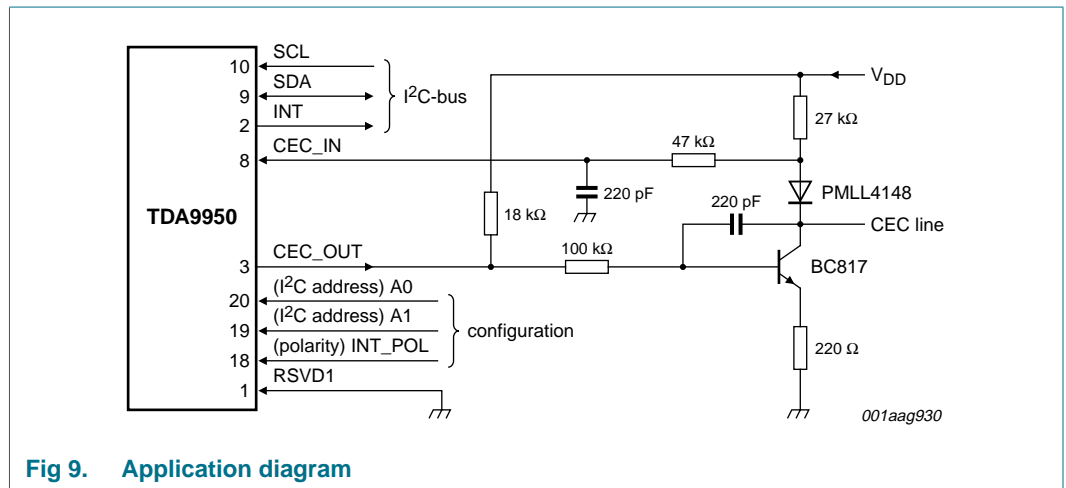 SCL
10
SDA
9
I²C-bus
INT
2
CEC_IN
8
TDA9950
CEC_OUT
3
(I²C address) A0
20
(I²C address) A1
19
configuration
(polarity) INT_POL
18
RSVD1
1
V_DD
27 kΩ
47 kΩ
220 pF
18 kΩ
PMLL4148
220 pF
CEC line
100 kΩ
BC817
220 Ω
001aag930
Fig 9. Application diagram